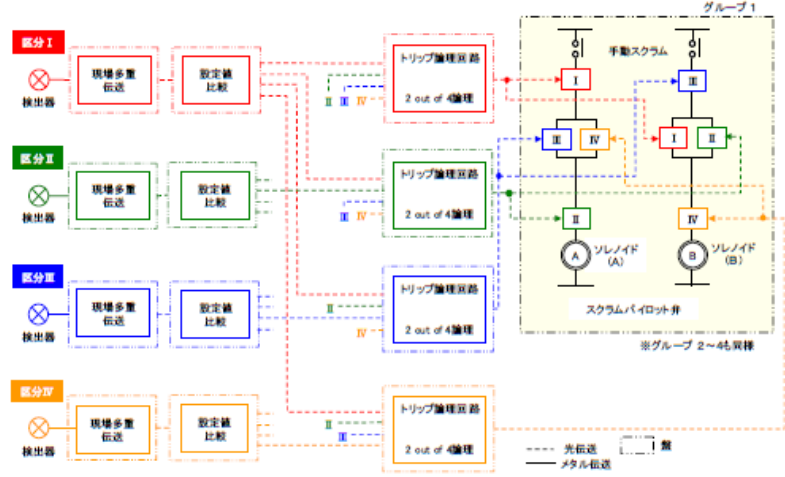 グループ 1
区分Ⅰ
検出器
現場多重
伝送
設定値
比較
トリップ論理回路
Ⅱ Ⅲ Ⅳ
2 out of 4論理
手動スクラム
Ⅰ
Ⅲ
Ⅲ Ⅳ
Ⅰ Ⅱ
Ⅱ
Ⅳ
A
ソレノイド
(A)
B
ソレノイド
(B)
スクラムパイロット弁
※グループ 2～4も同様
区分Ⅱ
検出器
現場多重
伝送
設定値
比較
トリップ論理回路
Ⅲ Ⅳ
2 out of 4論理
区分Ⅲ
検出器
現場多重
伝送
設定値
比較
トリップ論理回路
Ⅱ
Ⅳ
2 out of 4論理
区分Ⅳ
検出器
現場多重
伝送
設定値
比較
トリップ論理回路
Ⅱ
Ⅲ
2 out of 4論理
光伝送
メタル伝送
盤